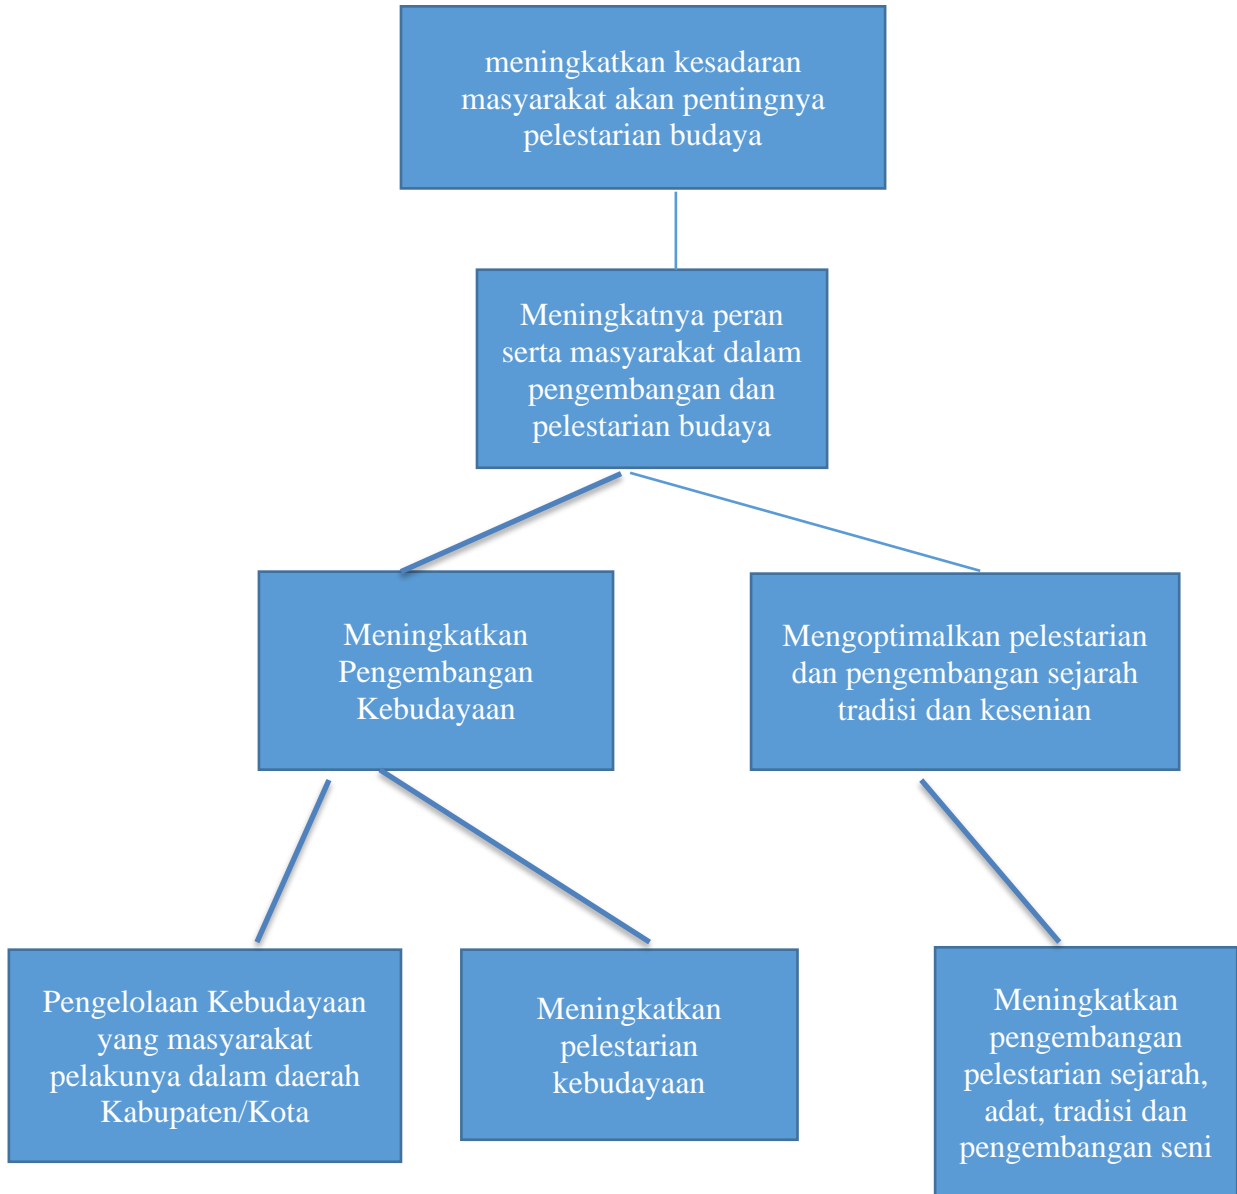 meningkatkan kesadaran
masyarakat akan pentingnya
pelestarian budaya
Meningkatnya peran
serta masyarakat dalam
pengembangan dan
pelestarian budaya
Meningkatkan
Pengembangan
Kebudayaan
Mengoptimalkan pelestarian
dan pengembangan sejarah
tradisi dan kesenian
Pengelolaan Kebudayaan
yang masyarakat
pelakunya dalam daerah
Kabupaten/Kota
Meningkatkan
pelestarian
kebudayaan
Meningkatkan
pengembangan
pelestarian sejarah,
adat, tradisi dan
pengembangan seni